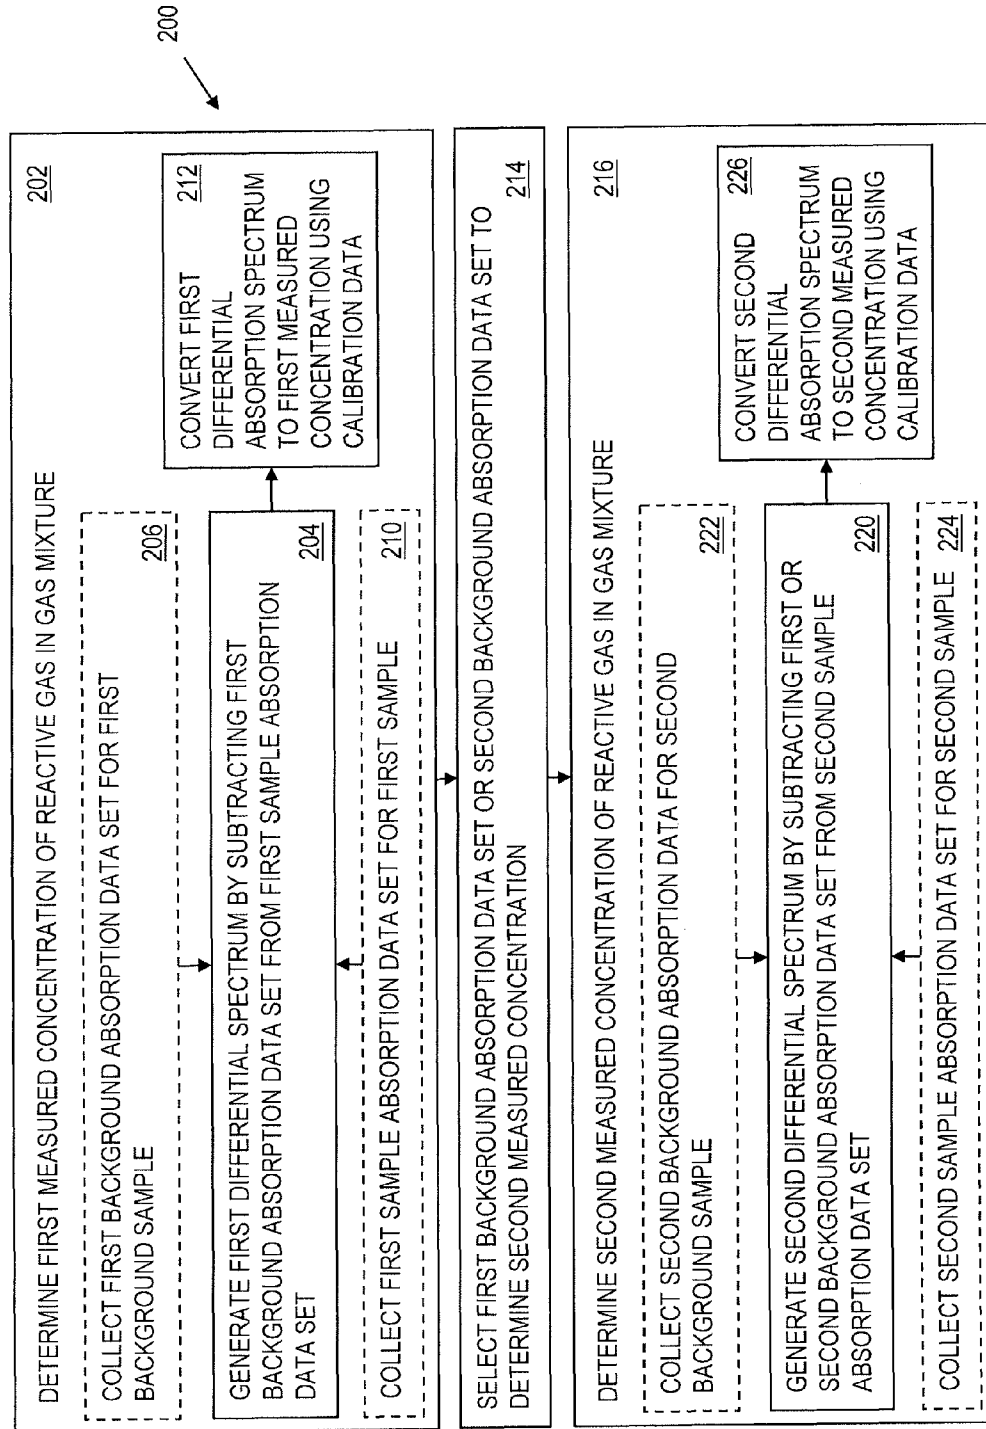 200
202
DETERMINE FIRST MEASURED CONCENTRATION OF REACTIVE GAS IN GAS MIXTURE
206
COLLECT FIRST BACKGROUND ABSORPTION DATA SET FOR FIRST
BACKGROUND SAMPLE
204
GENERATE FIRST DIFFERENTIAL SPECTRUM BY SUBTRACTING FIRST
BACKGROUND ABSORPTION DATA SET FROM FIRST SAMPLE ABSORPTION
DATA SET
210
COLLECT FIRST SAMPLE ABSORPTION DATA SET FOR FIRST SAMPLE
212
CONVERT FIRST
DIFFERENTIAL
ABSORPTION SPECTRUM
TO FIRST MEASURED
CONCENTRATION USING
CALIBRATION DATA
214
SELECT FIRST BACKGROUND ABSORPTION DATA SET OR SECOND BACKGROUND ABSORPTION DATA SET TO
DETERMINE SECOND MEASURED CONCENTRATION
216
DETERMINE SECOND MEASURED CONCENTRATION OF REACTIVE GAS IN GAS MIXTURE
222
COLLECT SECOND BACKGROUND ABSORPTION DATA FOR SECOND
BACKGROUND SAMPLE
220
GENERATE SECOND DIFFERENTIAL SPECTRUM BY SUBTRACTING FIRST OR
SECOND BACKGROUND ABSORPTION DATA SET FROM SECOND SAMPLE
ABSORPTION DATA SET
224
COLLECT SECOND SAMPLE ABSORPTION DATA SET FOR SECOND SAMPLE
226
CONVERT SECOND
DIFFERENTIAL
ABSORPTION SPECTRUM
TO SECOND MEASURED
CONCENTRATION USING
CALIBRATION DATA